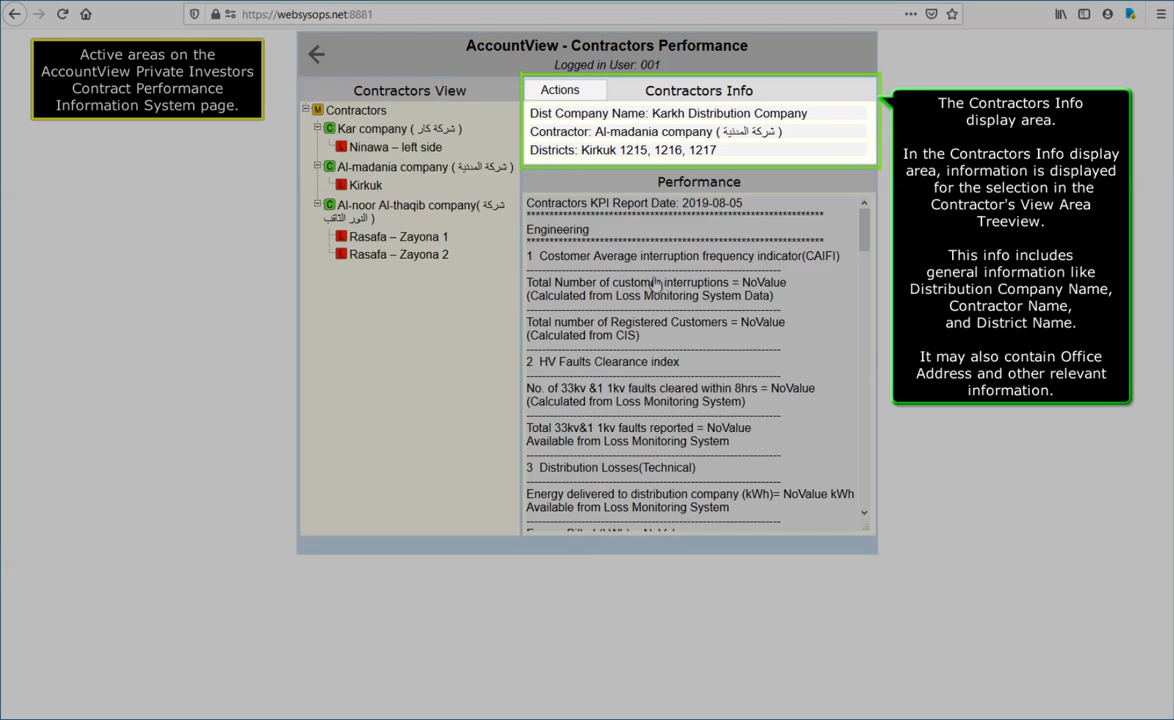 https://websysops.net:8881
Active areas on the
AccountView Private Investors
Contract Performance
Information System page.
AccountView - Contractors Performance
Logged in User: 001
Contractors View
Contractors
Kar company ( شركة كار )
Ninawa – left side
Al-madania company ( شركة المدنية )
Kirkuk
Al-noor Al-thaqib company( شركة
النور الثاقب )
Rasafa – Zayona 1
Rasafa – Zayona 2
Actions
Contractors Info
Dist Company Name: Karkh Distribution Company
Contractor: Al-madania company ( شركة المدنية )
Districts: Kirkuk 1215, 1216, 1217
Performance
Contractors KPI Report Date: 2019-08-05
************************************************************************
Engineering
************************************************************************
1 Costomer Average interruption frequency indicator(CAIFI)
----------------------------------------------------------------
Total Number of customer interruptions = NoValue
(Calculated from Loss Monitoring System Data)
----------------------------------------------------------------
Total number of Registered Customers = NoValue
(Calculated from CIS)
----------------------------------------------------------------
2 HV Faults Clearance index
----------------------------------------------------------------
No. of 33kv &1 1kv faults cleared within 8hrs = NoValue
(Calculated from Loss Monitoring System)
----------------------------------------------------------------
Total 33kv&1 1kv faults reported = NoValue
Available from Loss Monitoring System
----------------------------------------------------------------
3 Distribution Losses(Technical)
----------------------------------------------------------------
Energy delivered to distribution company (kWh)= NoValue kWh
Available from Loss Monitoring System
----------------------------------------------------------------
The Contractors Info
display area.
In the Contractors Info display
area, information is displayed
for the selection in the
Contractor's View Area
Treeview.
This info includes
general information like
Distribution Company Name,
Contractor Name,
and District Name.
It may also contain Office
Address and other relevant
information.